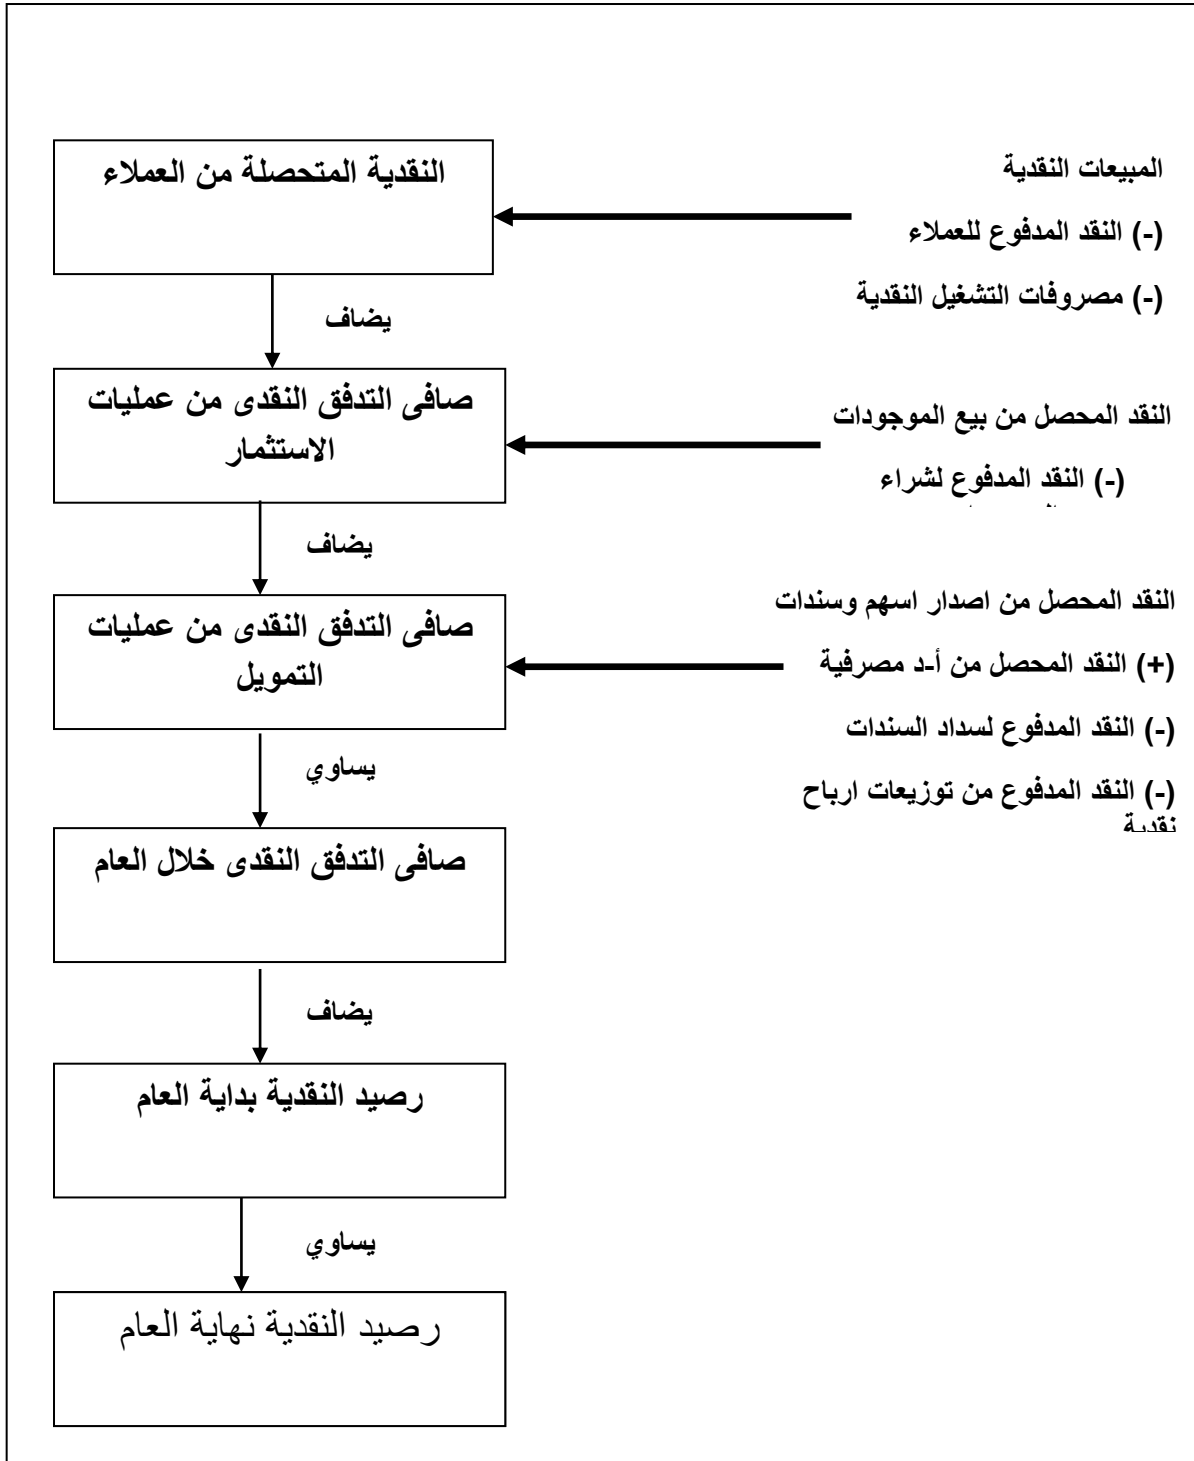 النقدية المتحصلة من العملاء
المبيعات النقدية
(-) النقد المدفوع للعملاء
(-) مصروفات التشغيل النقدية
يضاف
صافى التدفق النقدى من عمليات
الاستثمار
النقد المحصل من بيع الموجودات
(-) النقد المدفوع لشراء
يضاف
صافى التدفق النقدى من عمليات
التمويل
النقد المحصل من اصدار اسهم وسندات
(+) النقد المحصل من أ-د مصرفية
(-) النقد المدفوع لسداد السندات
(-) النقد المدفوع من توزيعات ارباح
نقدية
يساوي
صافى التدفق النقدى خلال العام
يضاف
رصيد النقدية بداية العام
يساوي
رصيد النقدية نهاية العام